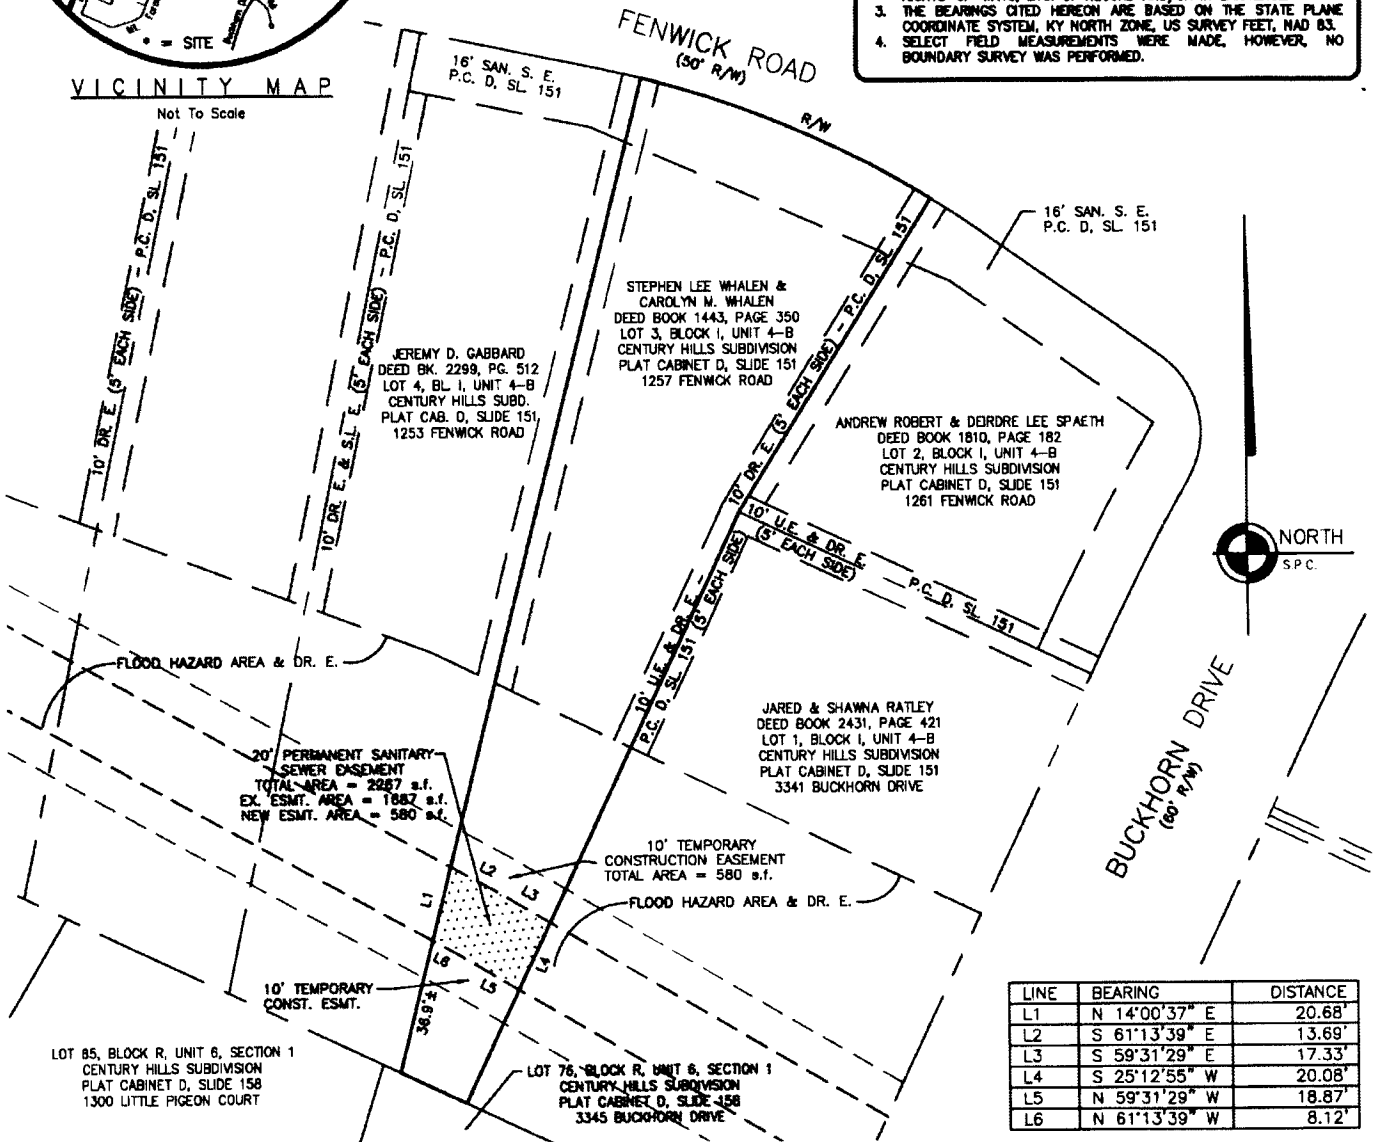 = SITE
VICINITY MAP
Not To Scale
3. THE BEARINGS CITED HEREON ARE BASED ON THE STATE PLANE
COORDINATE SYSTEM, KY NORTH ZONE, US SURVEY FEET, NAD 83.
4. SELECT FIELD MEASUREMENTS WERE MADE, HOWEVER, NO
BOUNDARY SURVEY WAS PERFORMED.
FENWICK ROAD
(50' R/W)
R/W
16' SAN. S. E.
P.C. D, SL. 151
16' SAN. S. E.
P.C. D, SL. 151
10' DR. E. (5' EACH SIDE) - P.C. D, SL. 151
10' DR. E. & S.L. E. (5' EACH SIDE) - P.C. D, SL. 151
10' DR. E. (5' EACH SIDE) - P.C. D, SL. 151
STEPHEN LEE WHALEN &
CAROLYN M. WHALEN
DEED BOOK 1443, PAGE 350
LOT 3, BLOCK I, UNIT 4-B
CENTURY HILLS SUBDIVISION
PLAT CABINET D, SLIDE 151
1257 FENWICK ROAD
JEREMY D. GABBARD
DEED BK. 2299, PG. 512
LOT 4, BL. I, UNIT 4-B
CENTURY HILLS SUBD.
PLAT CAB. D, SLIDE 151
1253 FENWICK ROAD
ANDREW ROBERT & DEIRDRE LEE SPAETH
DEED BOOK 1810, PAGE 182
LOT 2, BLOCK I, UNIT 4-B
CENTURY HILLS SUBDIVISION
PLAT CABINET D, SLIDE 151
1261 FENWICK ROAD
10' U.E. & DR. E.
(5' EACH SIDE)
P.C. D, SL. 151
NORTH
S.P.C.
10' U.E. & DR. E. -
P.C. D, SL. 151 (5' EACH SIDE)
FLOOD HAZARD AREA & DR. E.
JARED & SHAWNA RATLEY
DEED BOOK 2431, PAGE 421
LOT 1, BLOCK I, UNIT 4-B
CENTURY HILLS SUBDIVISION
PLAT CABINET D, SLIDE 151
3341 BUCKHORN DRIVE
BUCKHORN DRIVE
(60' R/W)
20' PERMANENT SANITARY
SEWER EASEMENT
TOTAL AREA = 2267 s.f.
EX. ESMT. AREA = 1687 s.f.
NEW ESMT. AREA = 580 s.f.
10' TEMPORARY
CONSTRUCTION EASEMENT
TOTAL AREA = 580 s.f.
FLOOD HAZARD AREA & DR. E.
L1
L2
L3
L4
L5
L6
36.9'±
10' TEMPORARY
CONST. ESMT.
LOT 85, BLOCK R, UNIT 6, SECTION 1
CENTURY HILLS SUBDIVISION
PLAT CABINET D, SLIDE 158
1300 LITTLE PIGEON COURT
LOT 76, BLOCK R, UNIT 6, SECTION 1
CENTURY HILLS SUBDIVISION
PLAT CABINET D, SLIDE 158
3345 BUCKHORN DRIVE
LINE BEARING DISTANCE
L1 N 14°00'37" E 20.68'
L2 S 61°13'39" E 13.69'
L3 S 59°31'29" E 17.33'
L4 S 25°12'55" W 20.08'
L5 N 59°31'29" W 18.87'
L6 N 61°13'39" W 8.12'